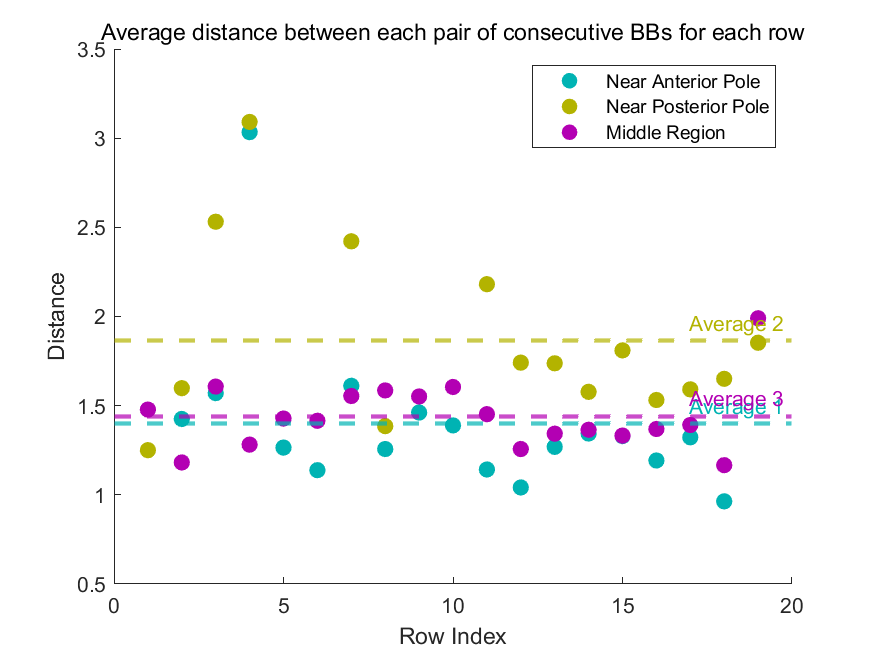 Average distance between each pair of consecutive BBs for each row
3.5
3
2.5
2
1.5
1
0.5
Distance
Near Anterior Pole
Near Posterior Pole
Middle Region
Average 2
Average 3
Average 1
0
5
10
15
20
Row Index